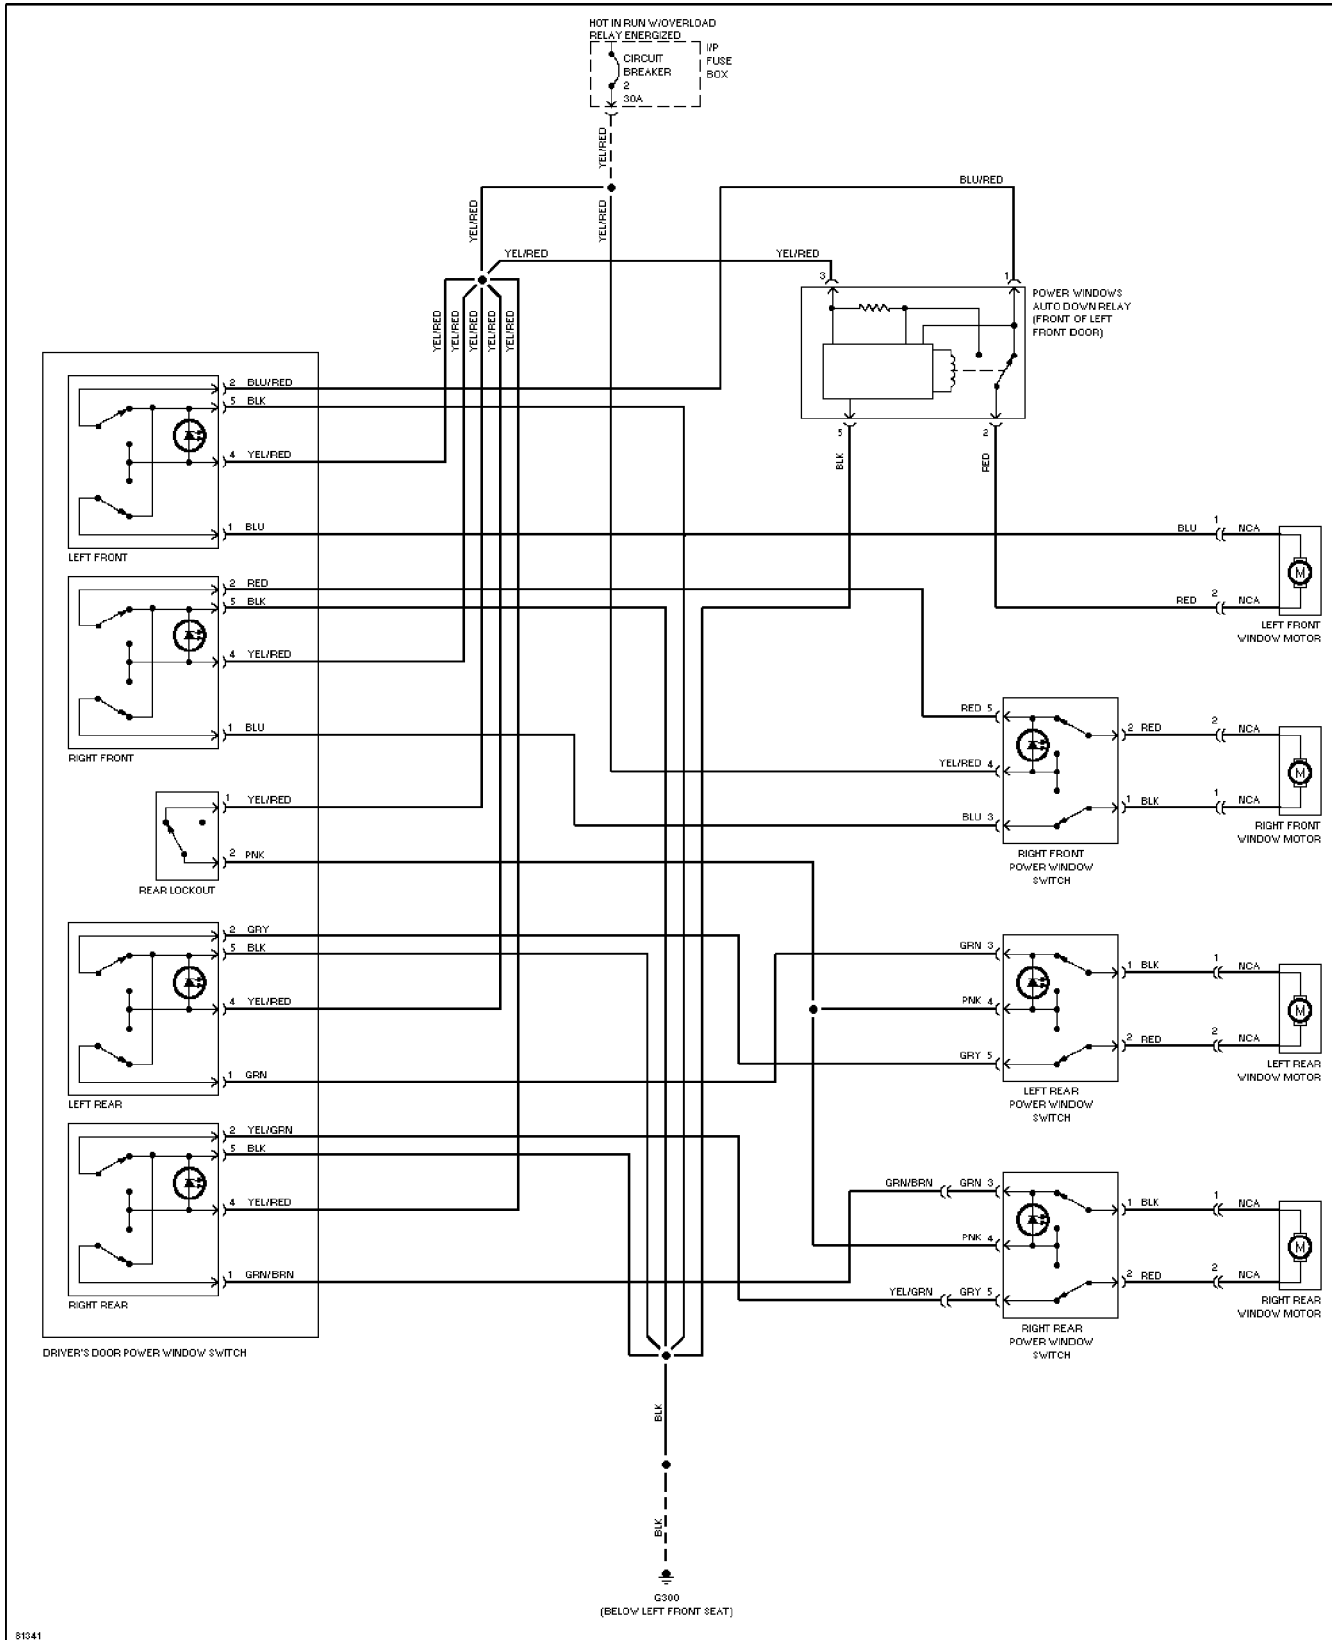 HOT IN RUN W/OVERLOAD
RELAY ENERGIZED
CIRCUIT
BREAKER
2
30A
I/P
FUSE
BOX
YEL/RED
YEL/RED
YEL/RED
BLU/RED
YEL/RED
YEL/RED
3
1
POWER WINDOWS
AUTO DOWN RELAY
(FRONT OF LEFT
FRONT DOOR)
5
2
BLK
RED
YEL/RED
YEL/RED
YEL/RED
YEL/RED
YEL/RED
2 BLU/RED
5 BLK
4 YEL/RED
1 BLU
LEFT FRONT
BLU
1
NCA
M
RED
2
NCA
LEFT FRONT
WINDOW MOTOR
2 RED
5 BLK
4 YEL/RED
1 BLU
RIGHT FRONT
RED 5
YEL/RED 4
BLU 3
2 RED
2
NCA
M
1 BLK
1
NCA
RIGHT FRONT
POWER WINDOW
SWITCH
RIGHT FRONT
WINDOW MOTOR
1 YEL/RED
2 PNK
REAR LOCKOUT
2 GRY
5 BLK
4 YEL/RED
1 GRN
LEFT REAR
GRN 3
PNK 4
GRY 5
1 BLK
1
NCA
M
2 RED
2
NCA
LEFT REAR
POWER WINDOW
SWITCH
LEFT REAR
WINDOW MOTOR
2 YEL/GRN
5 BLK
4 YEL/RED
1 GRN/BRN
RIGHT REAR
GRN/BRN
GRN 3
PNK 4
YEL/GRN
GRY 5
1 BLK
1
NCA
M
2 RED
2
NCA
RIGHT REAR
POWER WINDOW
SWITCH
RIGHT REAR
WINDOW MOTOR
DRIVER'S DOOR POWER WINDOW SWITCH
BLK
BLK
G300
(BELOW LEFT FRONT SEAT)
81341